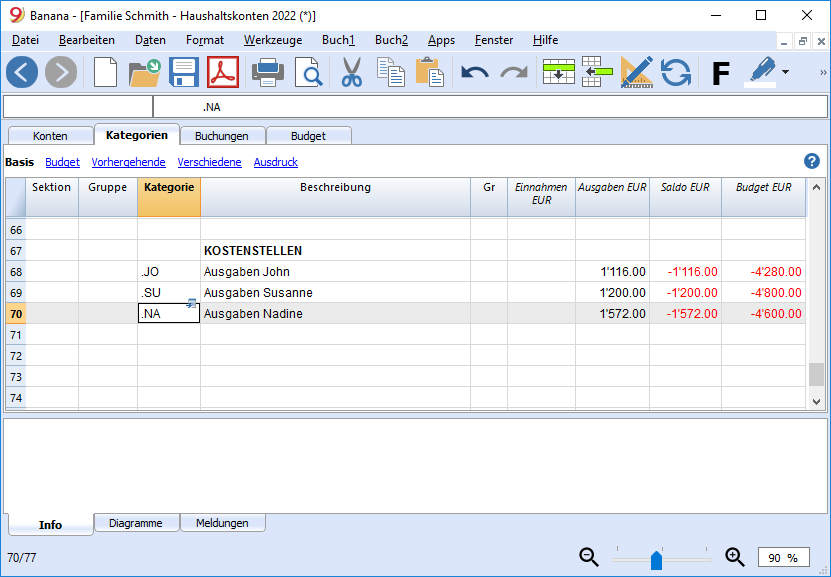 Banana - [Familie Schmith - Haushaltskonten 2022 (*)]
Datei Bearbeiten Daten Format Werkzeuge Buch1 Buch2 Apps Fenster Hilfe
F »
.NA
Konten Kategorien Buchungen Budget
Basis Budget Vorhergehende Verschiedene Ausdruck ?
Sektion Gruppe Kategorie Beschreibung Gr Einnahmen EUR Ausgaben EUR Saldo EUR Budget EUR
66
67 KOSTENSTELLEN
68 .JO Ausgaben John 1'116.00 -1'116.00 -4'280.00
69 .SU Ausgaben Susanne 1'200.00 -1'200.00 -4'800.00
70 .NA Ausgaben Nadine 1'572.00 -1'572.00 -4'600.00
71
72
73
74
Info Diagramme Meldungen
70/77 90 %